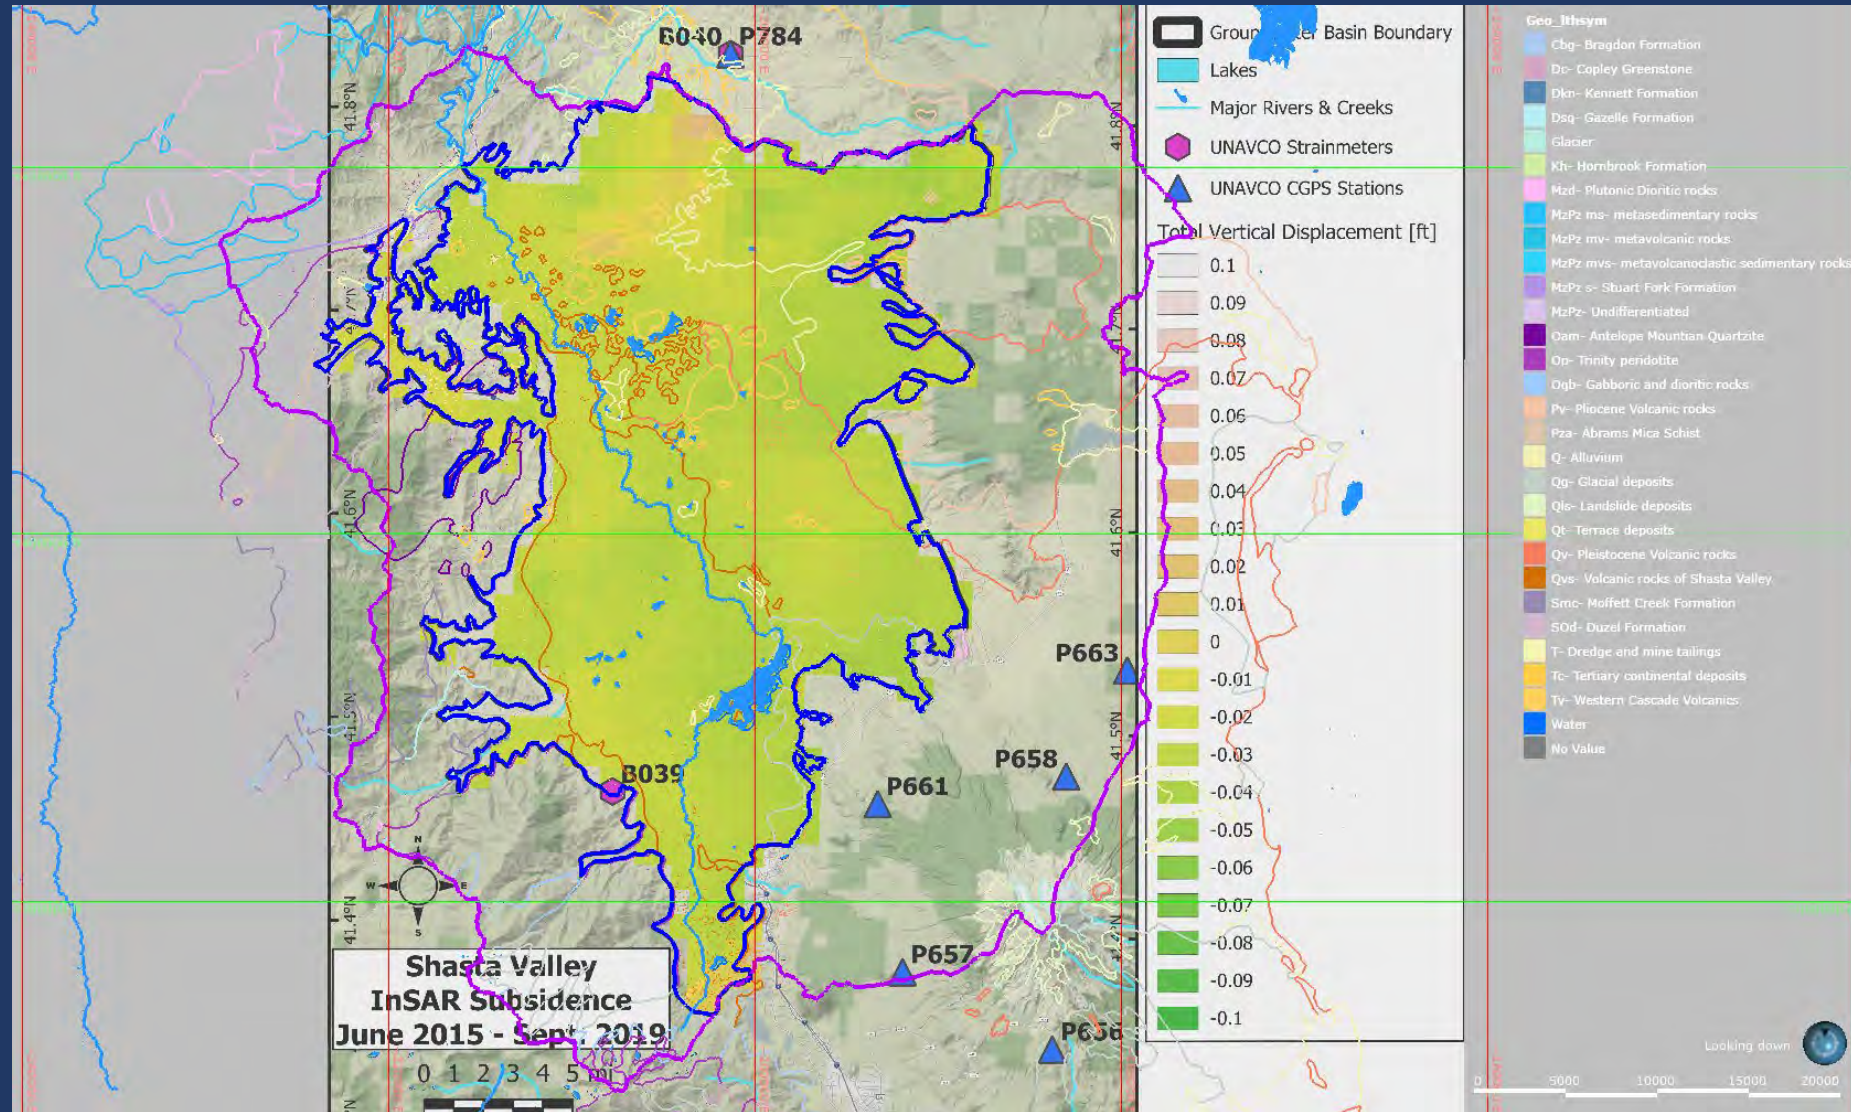 B040 P784
41.8°N
41.6°N
41.5°N
41.4°N
B039
P663
P658
P661
P657
P656
N
W E
S
Shasta Valley
InSAR Subsidence
June 2015 - Sept. 2019
0 1 2 3 4 5 mi
41.8°N
41.6°N
41.5°N
Basin Boundary
Lakes
Major Rivers & Creeks
UNAVCO Strainmeters
UNAVCO CGPS Stations
Total Vertical Displacement [ft]
0.1
0.09
0.08
0.07
0.06
0.05
0.04
0.03
0.02
0.01
0
-0.01
-0.02
-0.03
-0.04
-0.05
-0.06
-0.07
-0.08
-0.09
-0.1
Geo_lthsym
Cbg- Bragdon Formation
Dc- Copley Greenstone
Dkn- Kennett Formation
Dsg- Gazelle Formation
Glacier
Kh- Hornbrook Formation
Mzd- Plutonic Dioritic rocks
MzPz ms- metasedimentary rocks
MzPz mv- metavolcanic rocks
MzPz mvs- metavolcanoclastic sedimentary rocks
MzPz s- Stuart Fork Formation
MzPz- Undifferentiated
Oam- Antelope Mountian Quartzite
Op- Trinity peridotite
Ogb- Gabboric and dioritic rocks
Pv- Pliocene Volcanic rocks
Pza- Abrams Mica Schist
Q- Alluvium
Qg- Glacial deposits
Qls- Landslide deposits
Qt- Terrace deposits
Qv- Pleistocene Volcanic rocks
Qvs- Volcanic rocks of Shasta Valley
Smc- Moffett Creek Formation
SOd- Duzel Formation
T- Dredge and mine tailings
Tc- Tertiary continental deposits
Tv- Western Cascade Volcanics
Water
No Value
Looking down
0 5000 10000 15000 20000